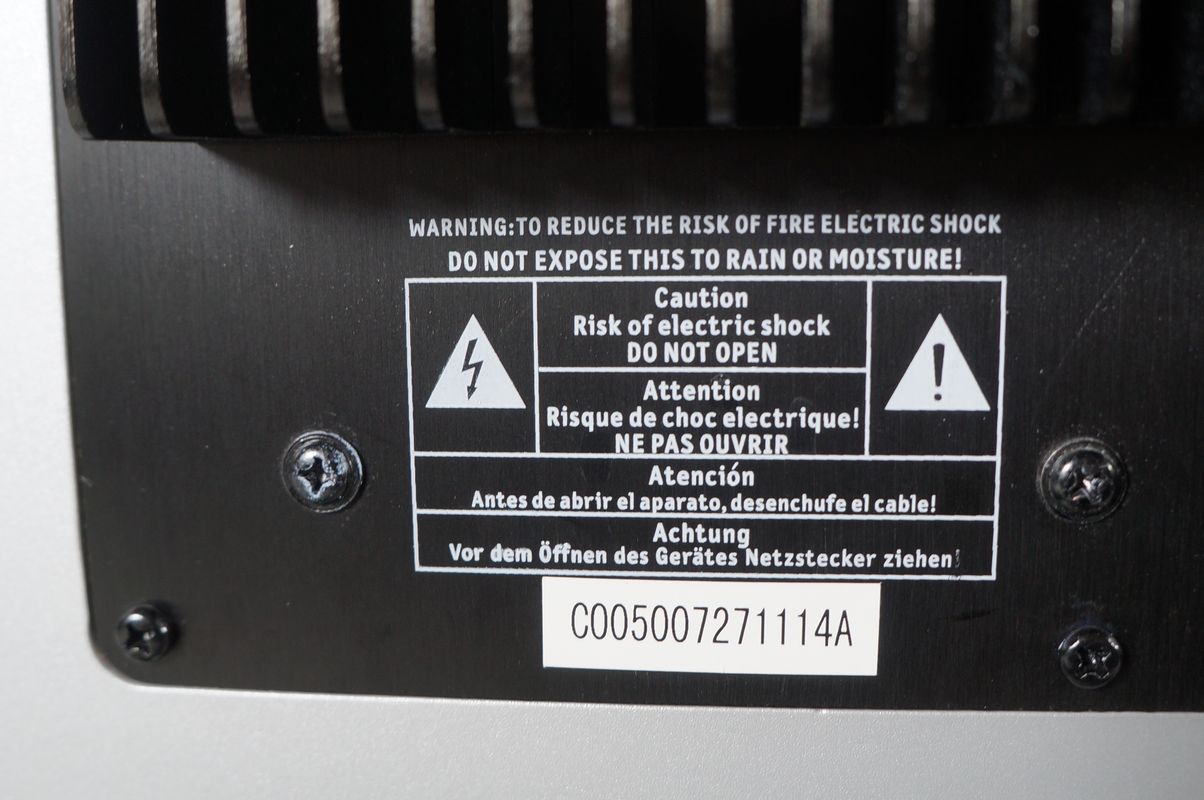 WARNING:TO REDUCE THE RISK OF FIRE ELECTRIC SHOCK
DO NOT EXPOSE THIS TO RAIN OR MOISTURE!
Caution
Risk of electric shock
DO NOT OPEN
Attention
Risque de choc electrique!
NE PAS OUVRIR
Atención
Antes de abrir el aparato, desenchufe el cable!
Achtung
Vor dem Öffnen des Gerätes Netzstecker ziehen!
C005007271114A